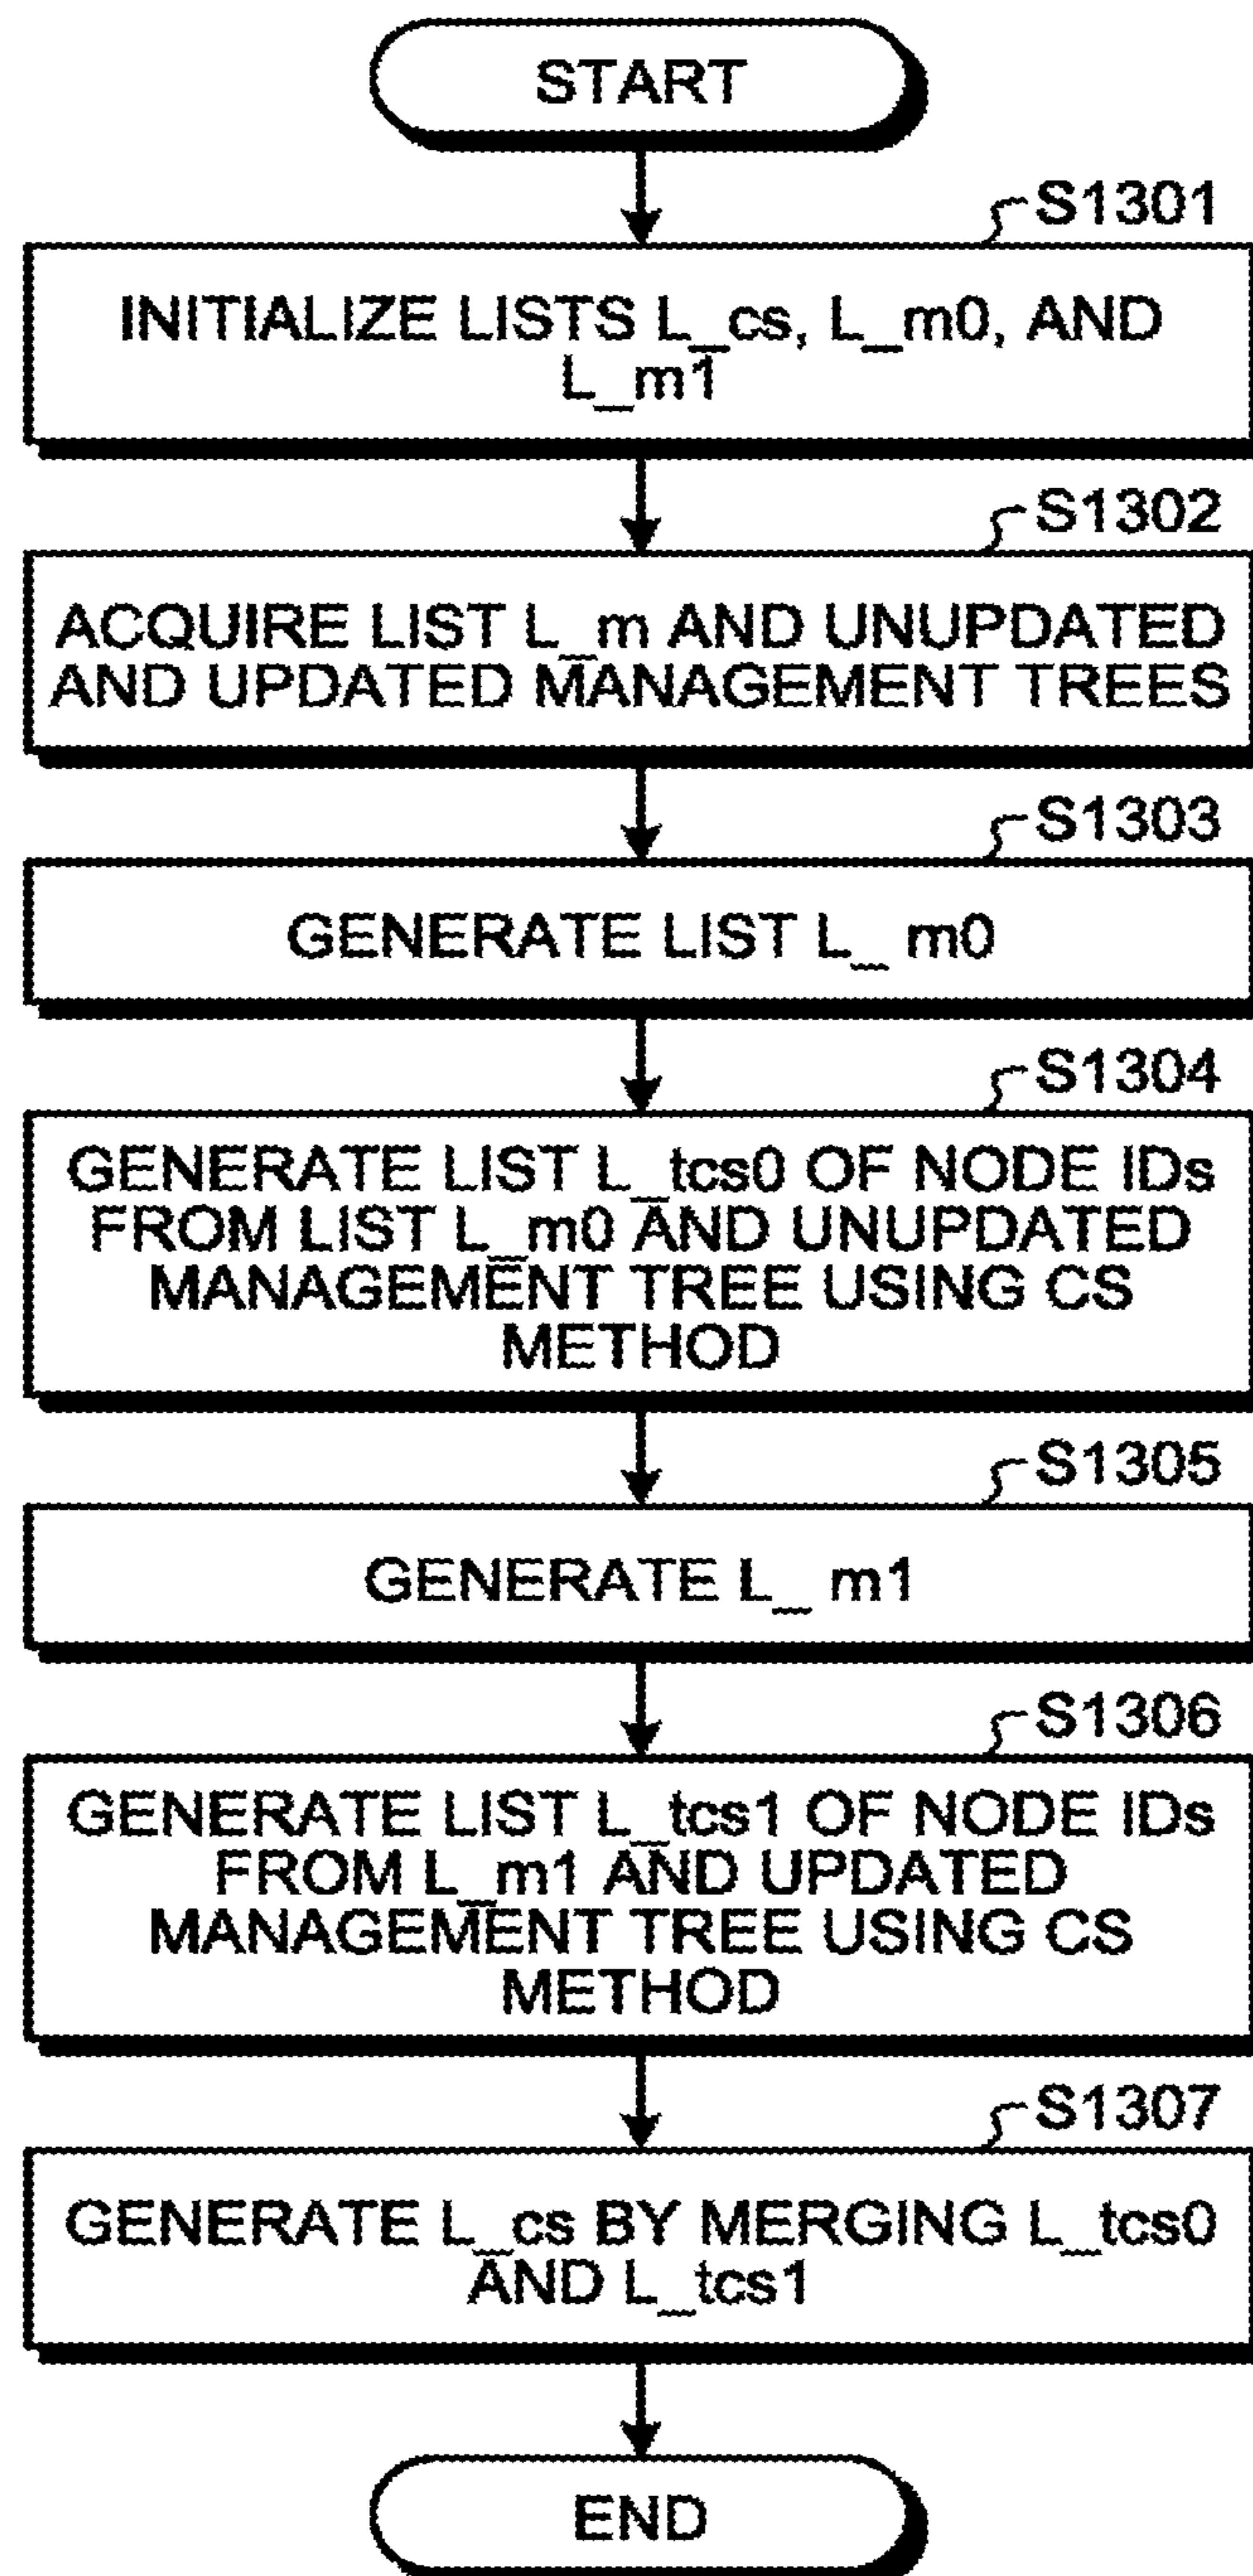 START
S1301
INITIALIZE LISTS L_cs, L_m0, AND
L_m1
S1302
ACQUIRE LIST L_m AND UNUPDATED
AND UPDATED MANAGEMENT TREES
S1303
GENERATE LIST L_ m0
S1304
GENERATE LIST L_tcs0 OF NODE IDs
FROM LIST L_m0 AND UNUPDATED
MANAGEMENT TREE USING CS
METHOD
S1305
GENERATE L_ m1
S1306
GENERATE LIST L_tcs1 OF NODE IDs
FROM L_m1 AND UPDATED
MANAGEMENT TREE USING CS
METHOD
S1307
GENERATE L_cs BY MERGING L_tcs0
AND L_tcs1
END